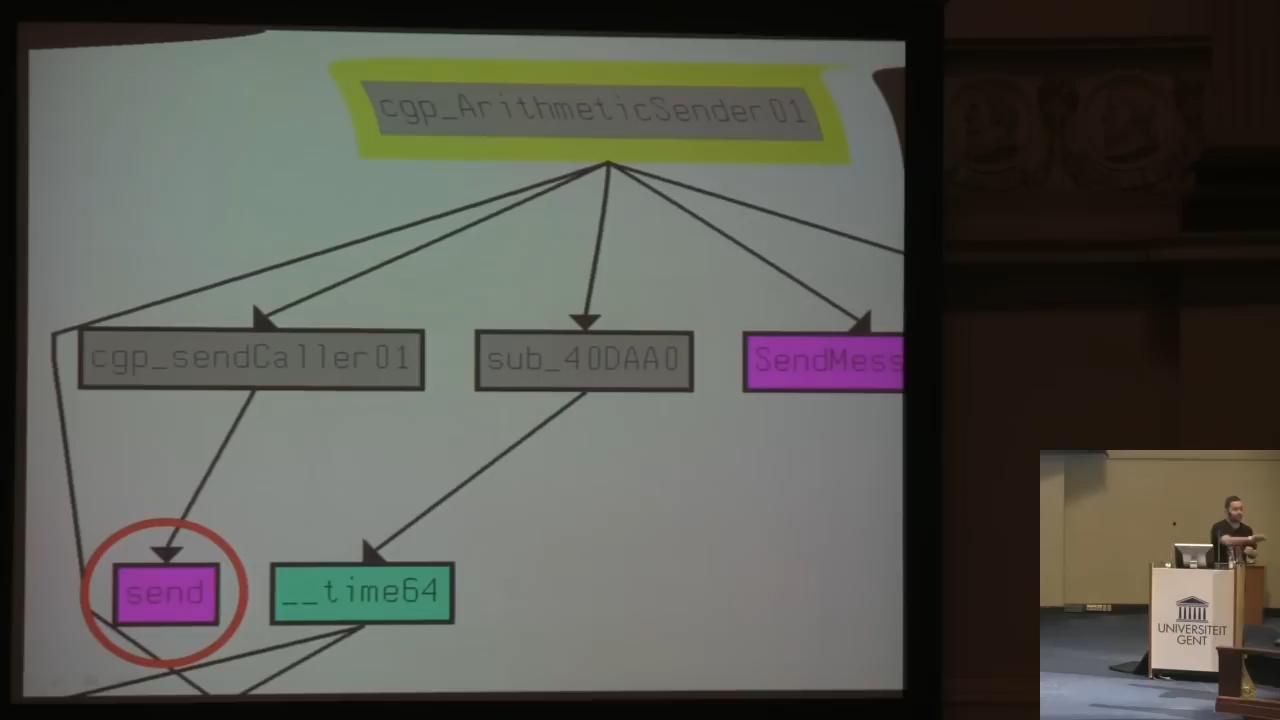 cgp_ArithmeticSender01
cgp_sendCaller01
sub_40DAA0
SendMess
send
__time64
UNIVERSITEIT
GENT